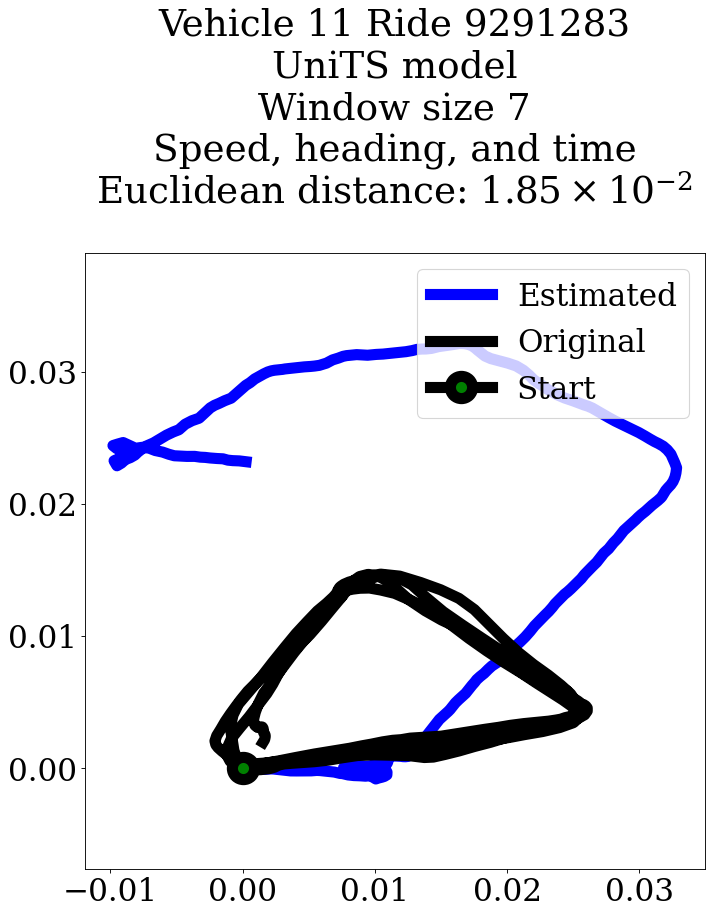 Vehicle 11 Ride 9291283
UniTS model
Window size 7
Speed, heading, and time
Euclidean distance: 1.85 × 10⁻²
Estimated
Original
Start
0.03
0.02
0.01
0.00
−0.01 0.00 0.01 0.02 0.03